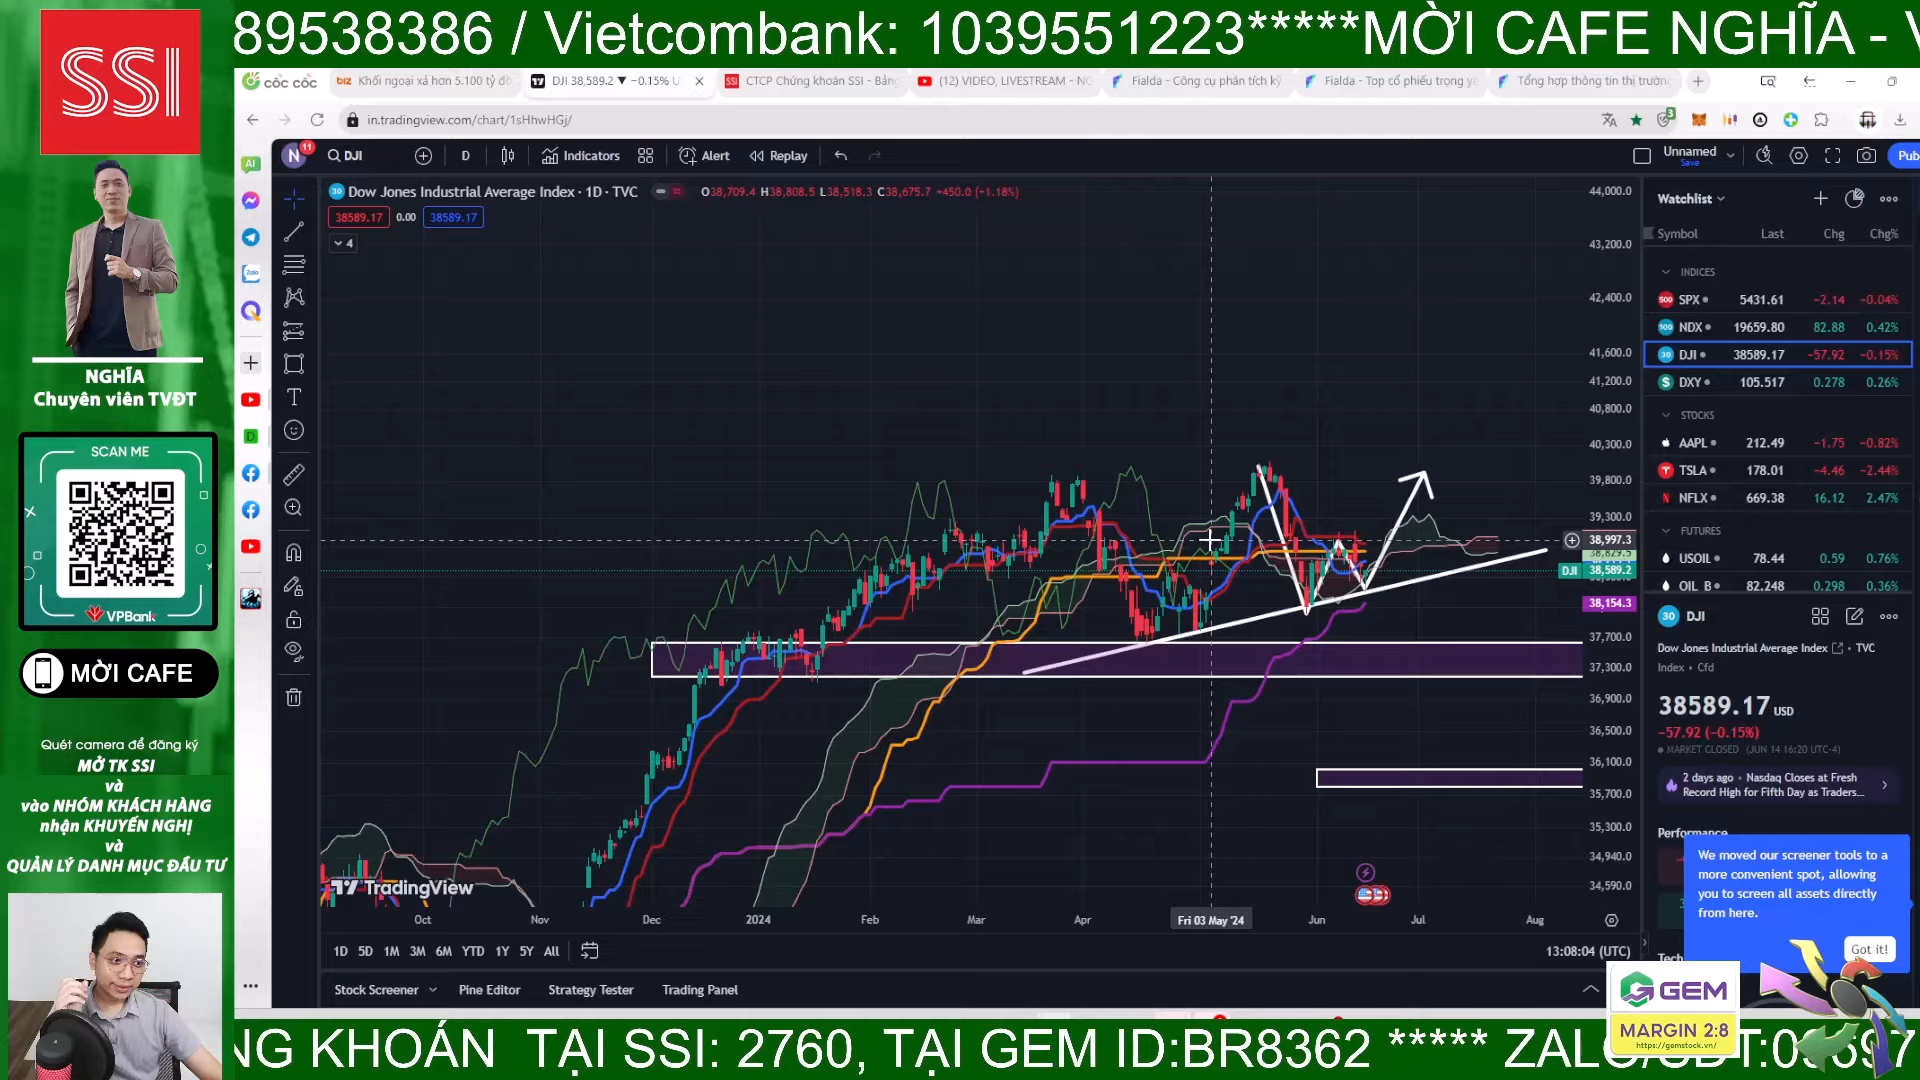 89538386 / Vietcombank: 1039551223*****MỜI CAFE NGHĨA -
SSI
NGHĨA
Chuyên viên TVĐT
SCAN ME
VPBank
MỜI CAFE
Quét camera để đăng ký
MỞ TK SSI
và
vào NHÓM KHÁCH HÀNG
nhận KHUYẾN NGHỊ
và
QUẢN LÝ DANH MỤC ĐẦU TƯ
CỐC CỐC
Khối ngoại xả hơn 5.100 tỷ đồ
DJI 38,589.2 ▼ −0.15% U
CTCP Chứng khoán SSI - Bảng
(12) VIDEO, LIVESTREAM - NG
Fialda - Công cụ phân tích kỹ
Fialda - Top cổ phiếu trọng yế
Tổng hợp thông tin thị trường
in.tradingview.com/chart/1sHhwHGj/
N 11 DJI D Indicators Alert Replay Unnamed Save Pub
Dow Jones Industrial Average Index · 1D · TVC O38,709.4 H38,808.5 L38,518.3 C38,675.7 +450.0 (+1.18%)
38589.17 0.00 38589.17
4
44,000.0
43,200.0
42,400.0
41,600.0
41,200.0
40,800.0
40,300.0
39,800.0
39,300.0
38,997.3
38,829.5
DJI 38,589.2
38,154.3
37,700.0
37,300.0
36,900.0
36,500.0
36,100.0
35,700.0
35,300.0
34,940.0
34,590.0
TradingView
Oct Nov Dec 2024 Feb Mar Apr Fri 03 May '24 Jun Jul Aug
1D 5D 1M 3M 6M YTD 1Y 5Y All 13:08:04 (UTC)
Stock Screener Pine Editor Strategy Tester Trading Panel
Watchlist
Symbol Last Chg Chg%
INDICES
SPX 5431.61 −2.14 −0.04%
NDX 19659.80 82.88 0.42%
DJI 38589.17 −57.92 −0.15%
DXY 105.517 0.278 0.26%
STOCKS
AAPL 212.49 −1.75 −0.82%
TSLA 178.01 −4.46 −2.44%
NFLX 669.38 16.12 2.47%
FUTURES
USOIL 78.44 0.59 0.76%
OIL_B 82.248 0.298 0.36%
DJI
Dow Jones Industrial Average Index • TVC
Index • Cfd
38589.17 USD
−57.92 (−0.15%)
MARKET CLOSED (JUN 14 16:20 UTC-4)
2 days ago • Nasdaq Closes at Fresh
Record High for Fifth Day as Traders...
Performance
We moved our screener tools to a
more convenient spot, allowing
you to screen all assets directly
from here.
Got it!
Tech
GEM
MARGIN 2:8
https://gemstock.vn/
NG KHOÁN TẠI SSI: 2760, TẠI GEM ID:BR8362 *****